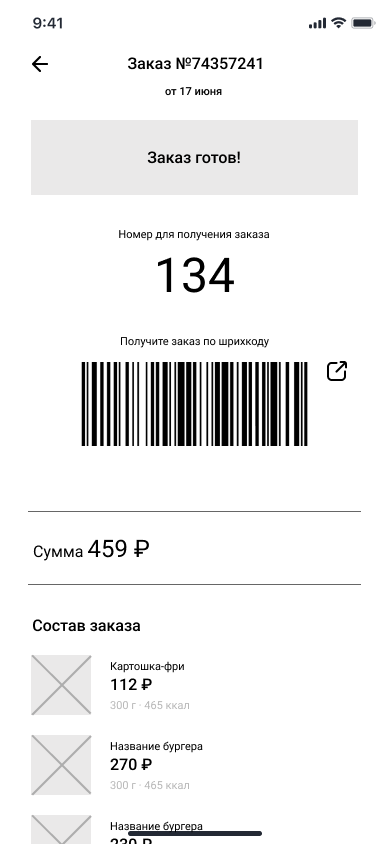 9:41
Заказ №74357241
от 17 июня
Заказ готов!
Номер для получения заказа
134
Получите заказ по шрихкоду
Сумма 459 ₽
Состав заказа
Картошка-фри
112 ₽
300 г · 465 ккал
Название бургера
270 ₽
300 г · 465 ккал
Название бургера